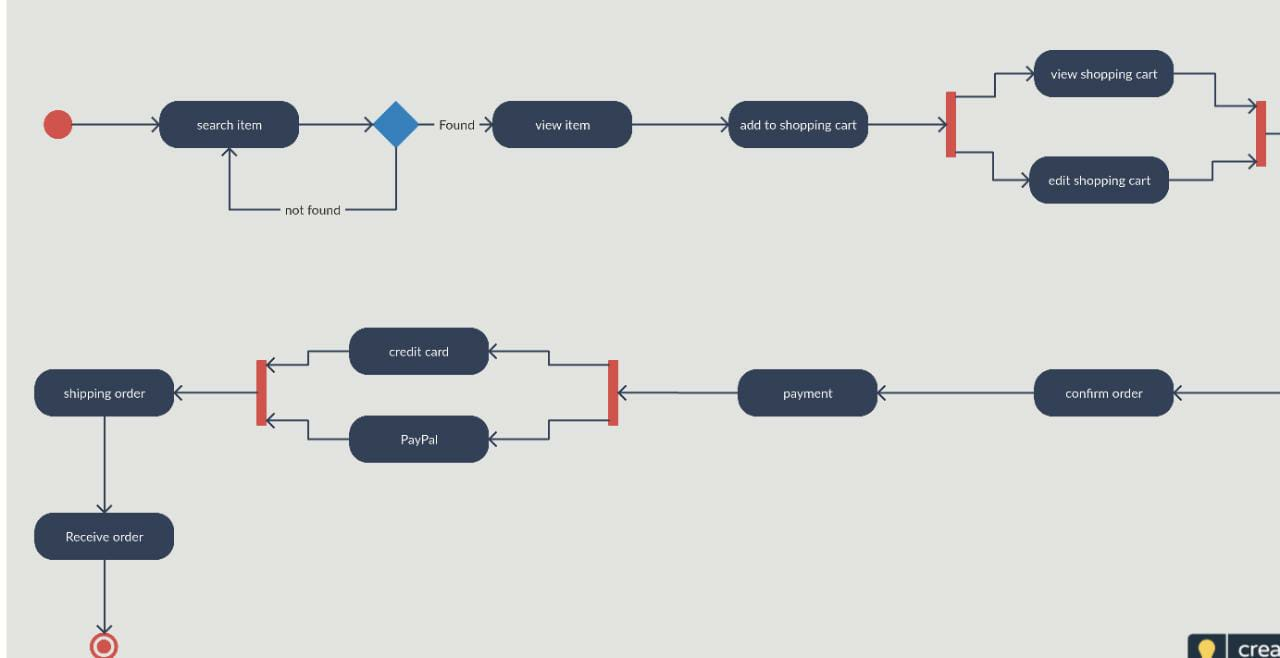 view shopping cart
search item
Found
view item
add to shopping cart
edit shopping cart
not found
credit card
shipping order
payment
confirm order
PayPal
Receive order
crea